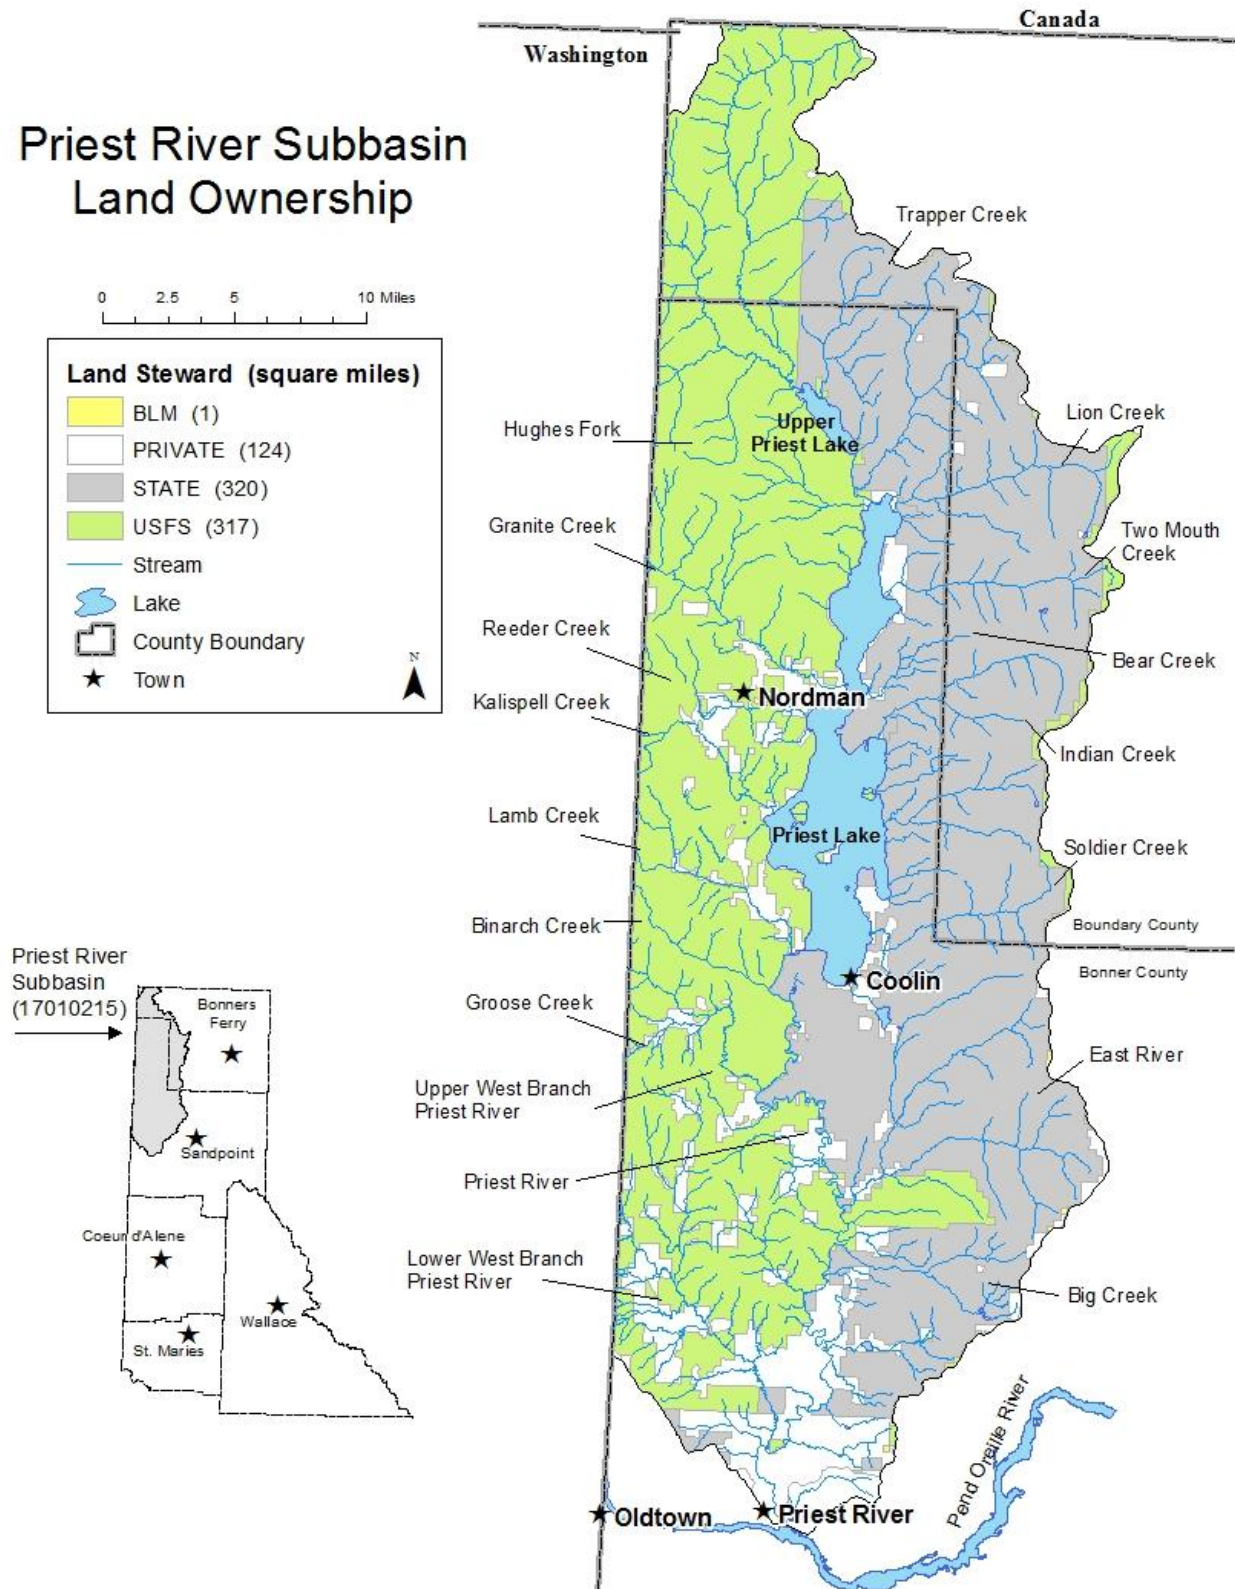 Canada
Washington
Priest River Subbasin
Land Ownership
0 2.5 5 10 Miles
Land Steward (square miles)
BLM (1)
PRIVATE (124)
STATE (320)
USFS (317)
Stream
Lake
County Boundary
Town
N
Trapper Creek
Hughes Fork
Upper
Priest Lake
Lion Creek
Granite Creek
Two Mouth
Creek
Reeder Creek
Bear Creek
Kalispell Creek
Nordman
Indian Creek
Lamb Creek
Priest Lake
Soldier Creek
Binarch Creek
Boundary County
Bonner County
Coolin
Groose Creek
East River
Upper West Branch
Priest River
Priest River
Lower West Branch
Priest River
Big Creek
Pend Oreille River
Oldtown
Priest River
Priest River
Subbasin
(17010215)
Bonners
Ferry
Sandpoint
Coeur d'Alene
Wallace
St. Maries